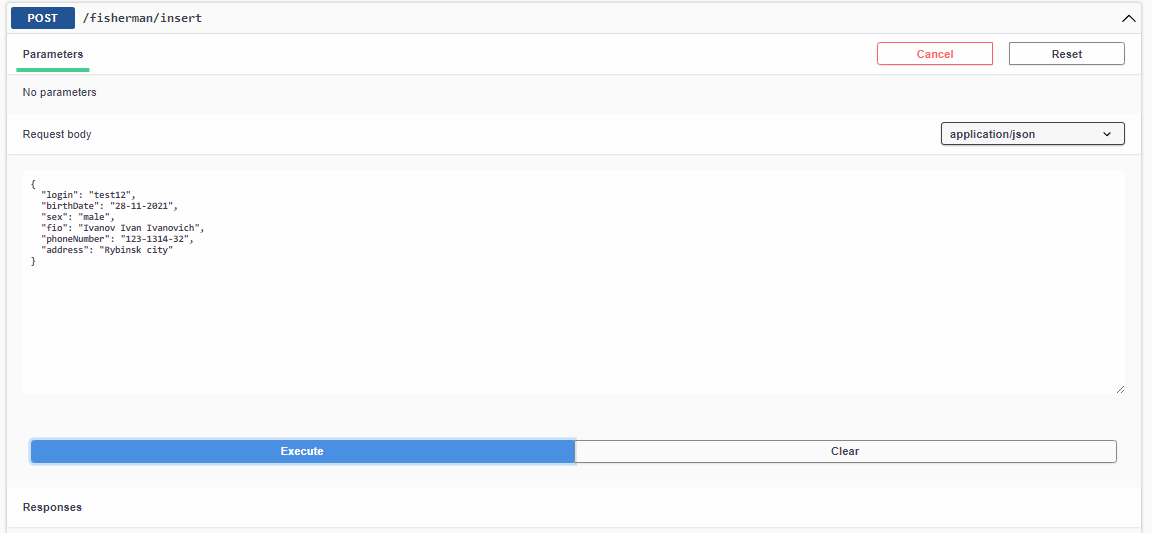 POST /fisherman/insert
Parameters
Cancel
Reset
No parameters
Request body
application/json
{
"login": "test12",
"birthDate": "28-11-2021",
"sex": "male",
"fio": "Ivanov Ivan Ivanovich",
"phoneNumber": "123-1314-32",
"address": "Rybinsk city"
}
Execute
Clear
Responses